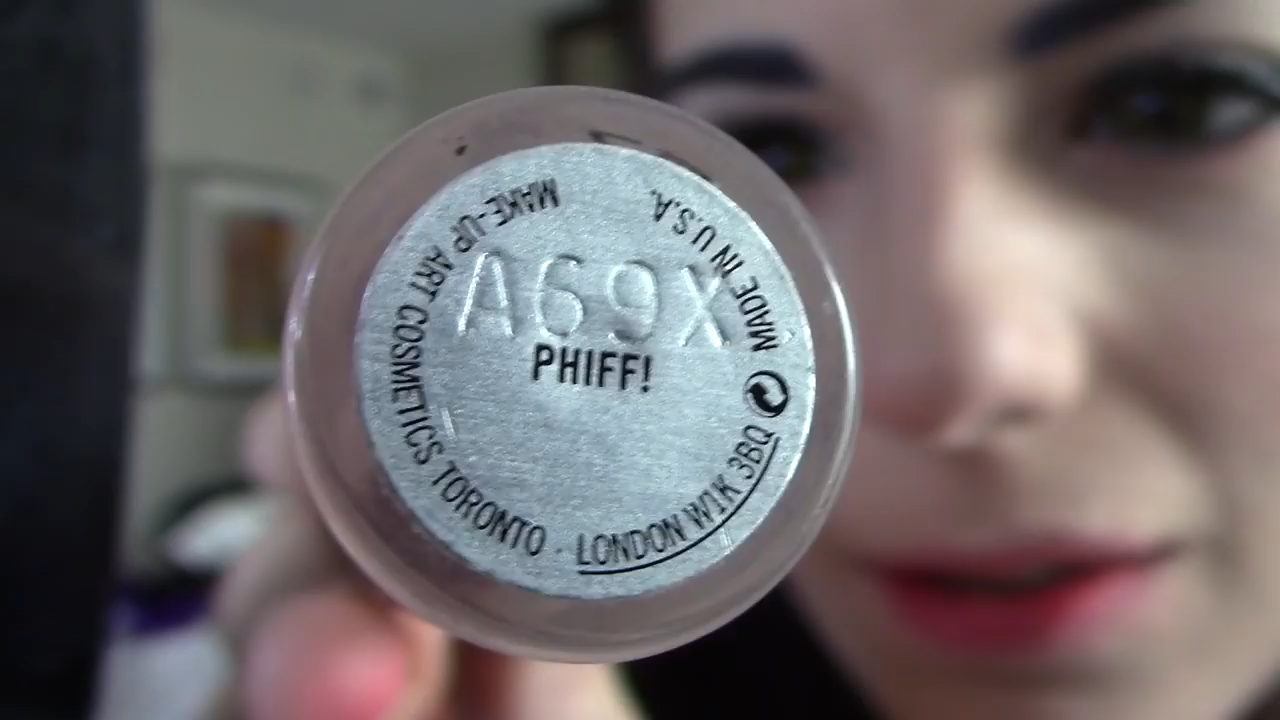 A69X
PHIFF!
MAKE-UP ART COSMETICS TORONTO · LONDON W1K 3BQ
MADE IN U.S.A.